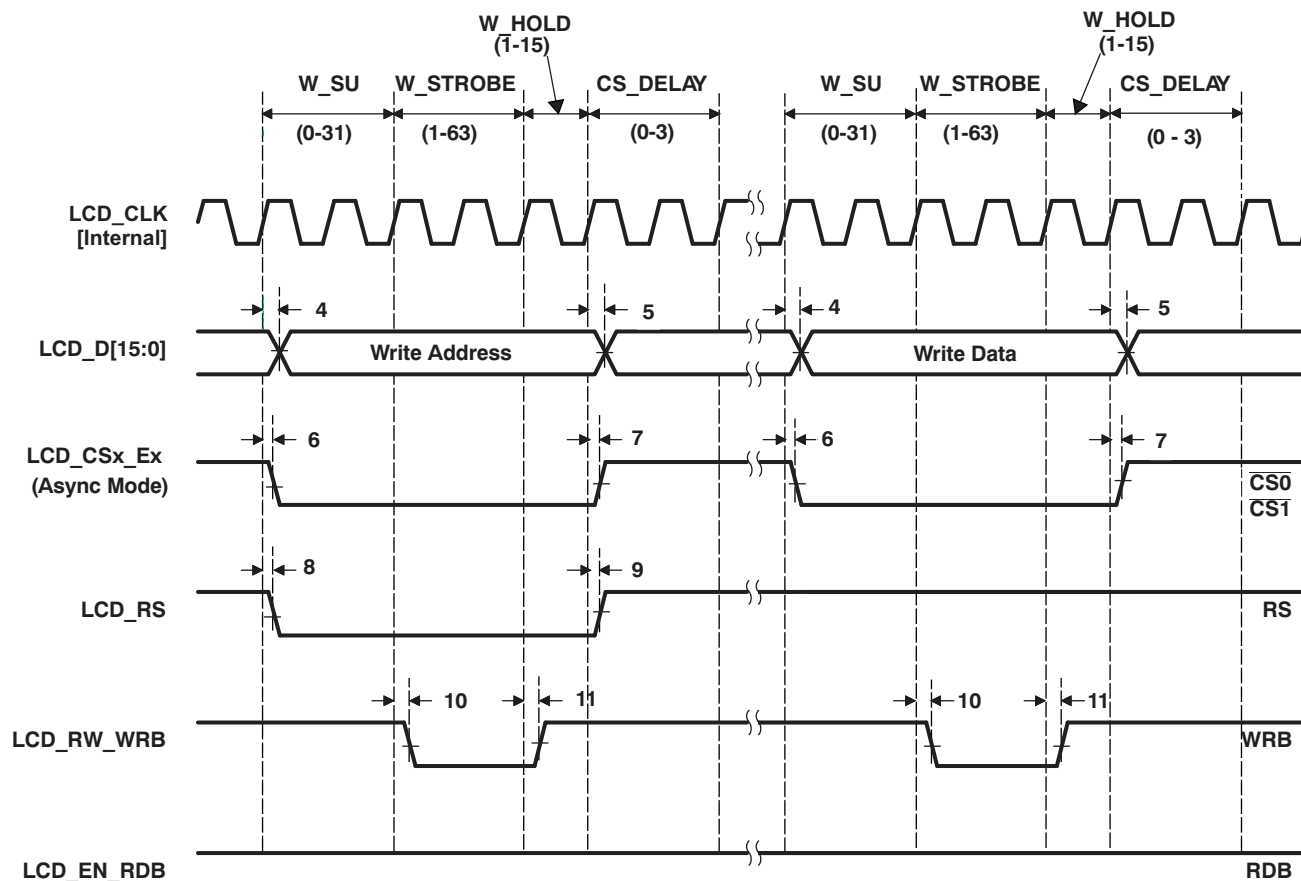 W_HOLD
(1-15)
W_HOLD
(1-15)
W_SU
W_STROBE
CS_DELAY
W_SU
W_STROBE
CS_DELAY
(0-31)
(1-63)
(0-3)
(0-31)
(1-63)
(0 - 3)
LCD_CLK
[Internal]
4
5
4
5
LCD_D[15:0]
Write Address
Write Data
6
7
6
7
LCD_CSx_Ex
(Async Mode)
CS0
CS1
8
9
LCD_RS
RS
10
11
10
11
LCD_RW_WRB
WRB
LCD_EN_RDB
RDB